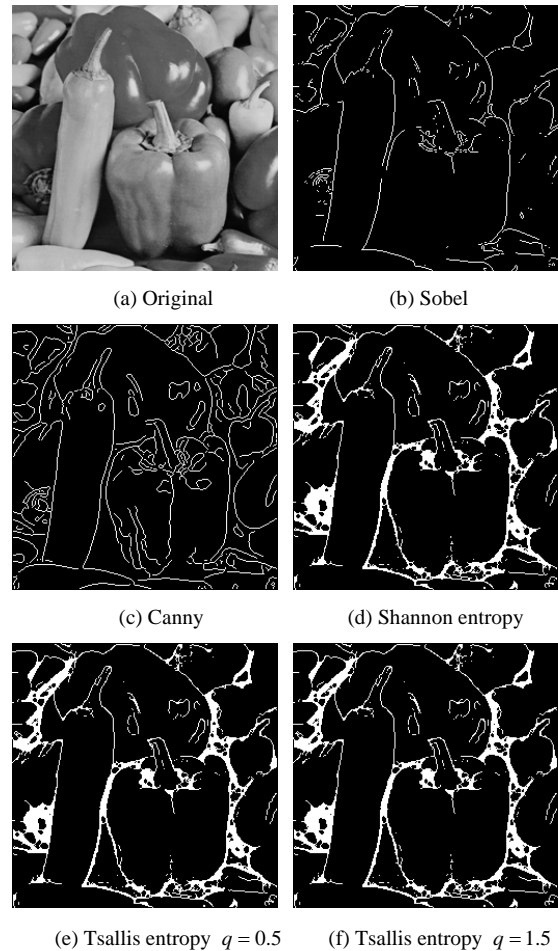 (a) Original (b) Sobel
(c) Canny (d) Shannon entropy
(e) Tsallis entropy q = 0.5 (f) Tsallis entropy q = 1.5